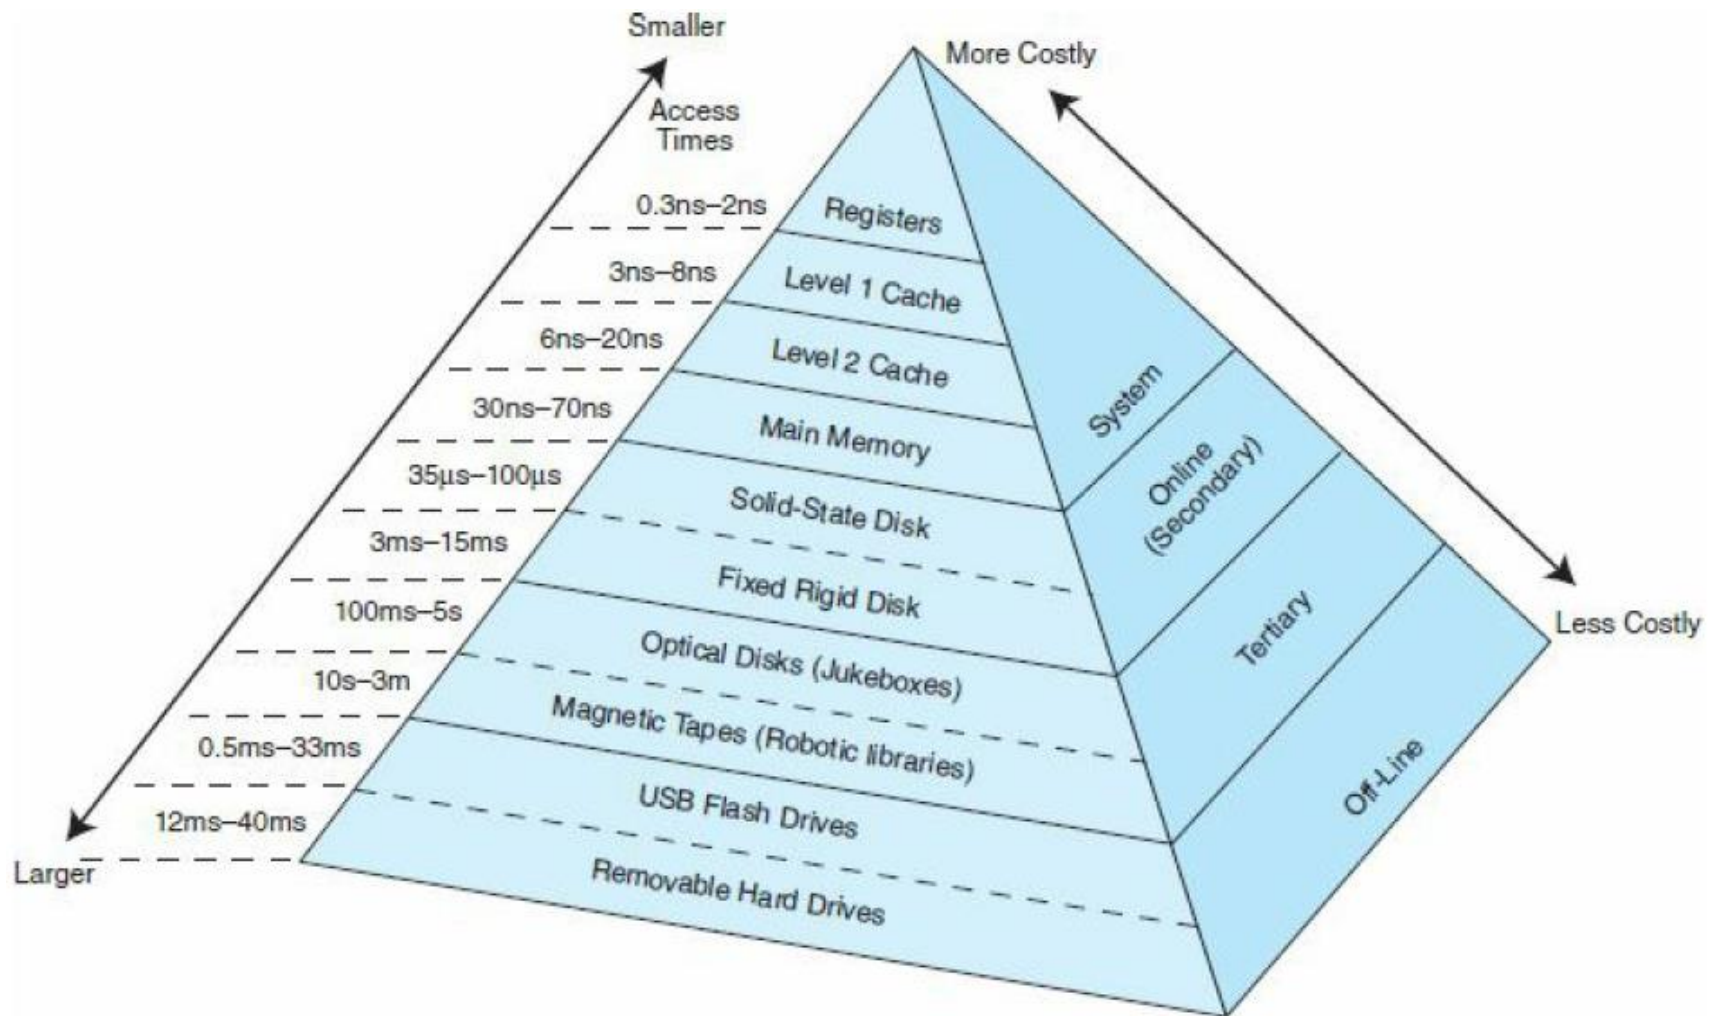 Smaller
More Costly
Access
Times
0.3ns–2ns
Registers
3ns–8ns
Level 1 Cache
6ns–20ns
Level 2 Cache
30ns–70ns
Main Memory
System
35µs–100µs
Solid-State Disk
Online
(Secondary)
3ms–15ms
Fixed Rigid Disk
100ms–5s
Optical Disks (Jukeboxes)
Tertiary
Less Costly
10s–3m
Magnetic Tapes (Robotic libraries)
0.5ms–33ms
USB Flash Drives
Off-Line
12ms–40ms
Removable Hard Drives
Larger